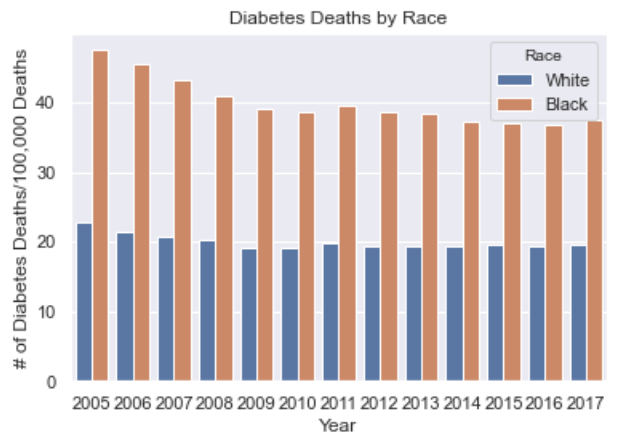 Diabetes Deaths by Race
# of Diabetes Deaths/100,000 Deaths
40
30
20
10
0
Race
White
Black
2005 2006 2007 2008 2009 2010 2011 2012 2013 2014 2015 2016 2017
Year